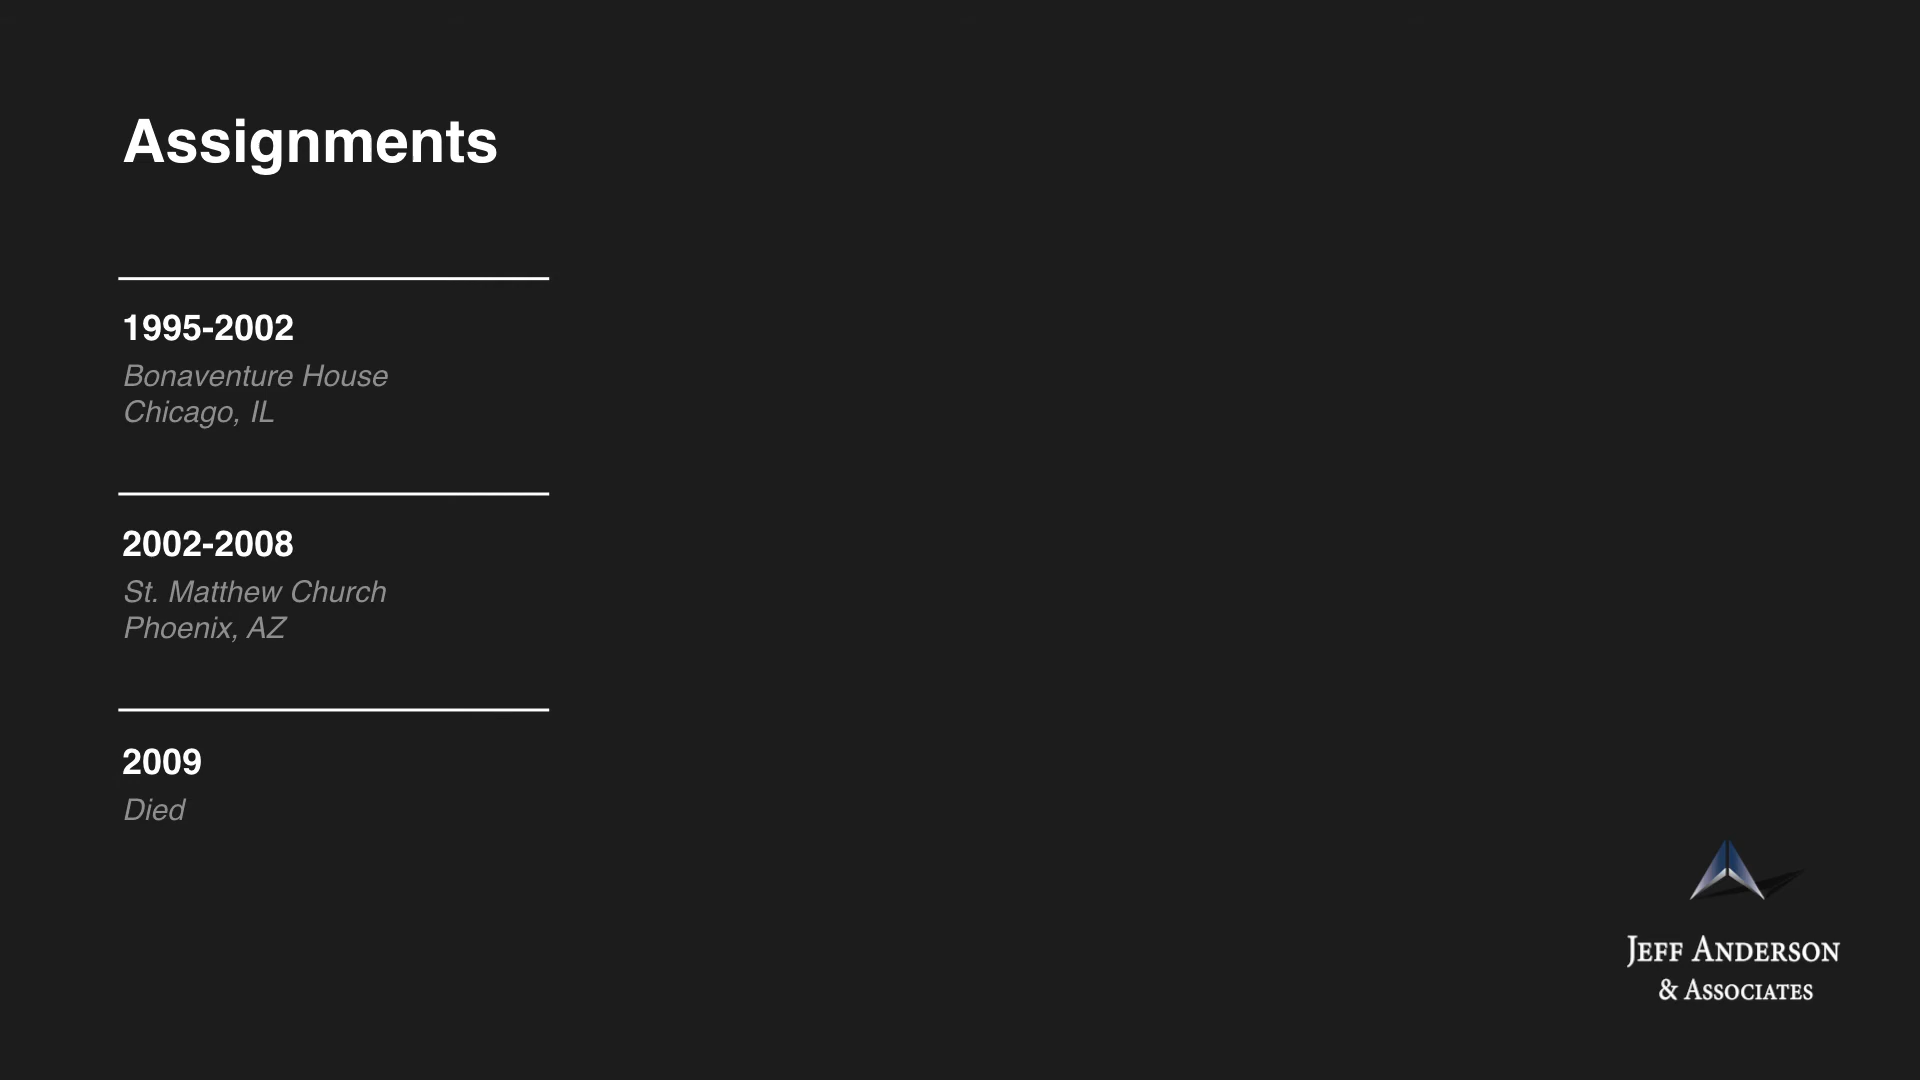 Assignments
1995-2002
Bonaventure House
Chicago, IL
2002-2008
St. Matthew Church
Phoenix, AZ
2009
Died
Jeff Anderson
& Associates